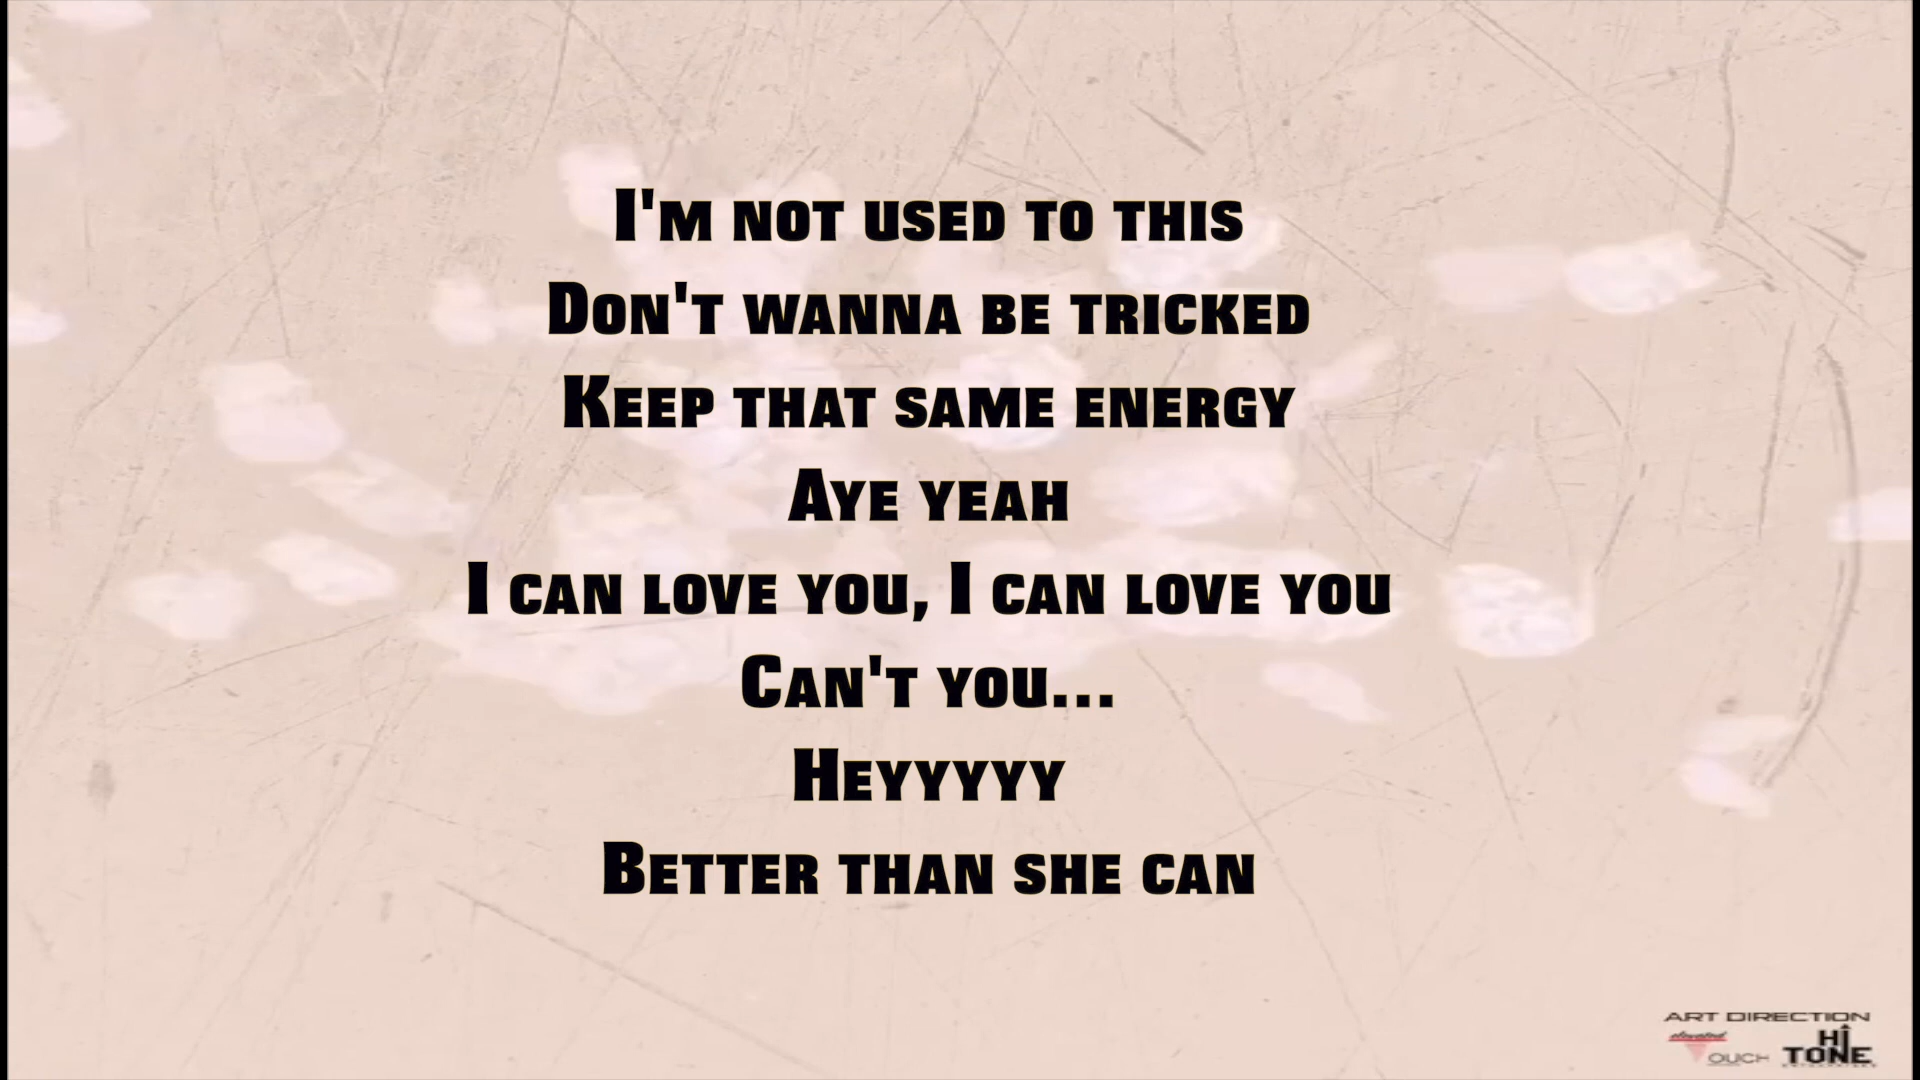 I'm not used to this
Don't wanna be tricked
Keep that same energy
Aye yeah
I can love you, I can love you
Can't you...
Heyyyyy
Better than she can
ART DIRECTION
elevated
OUCH
HI
TONE